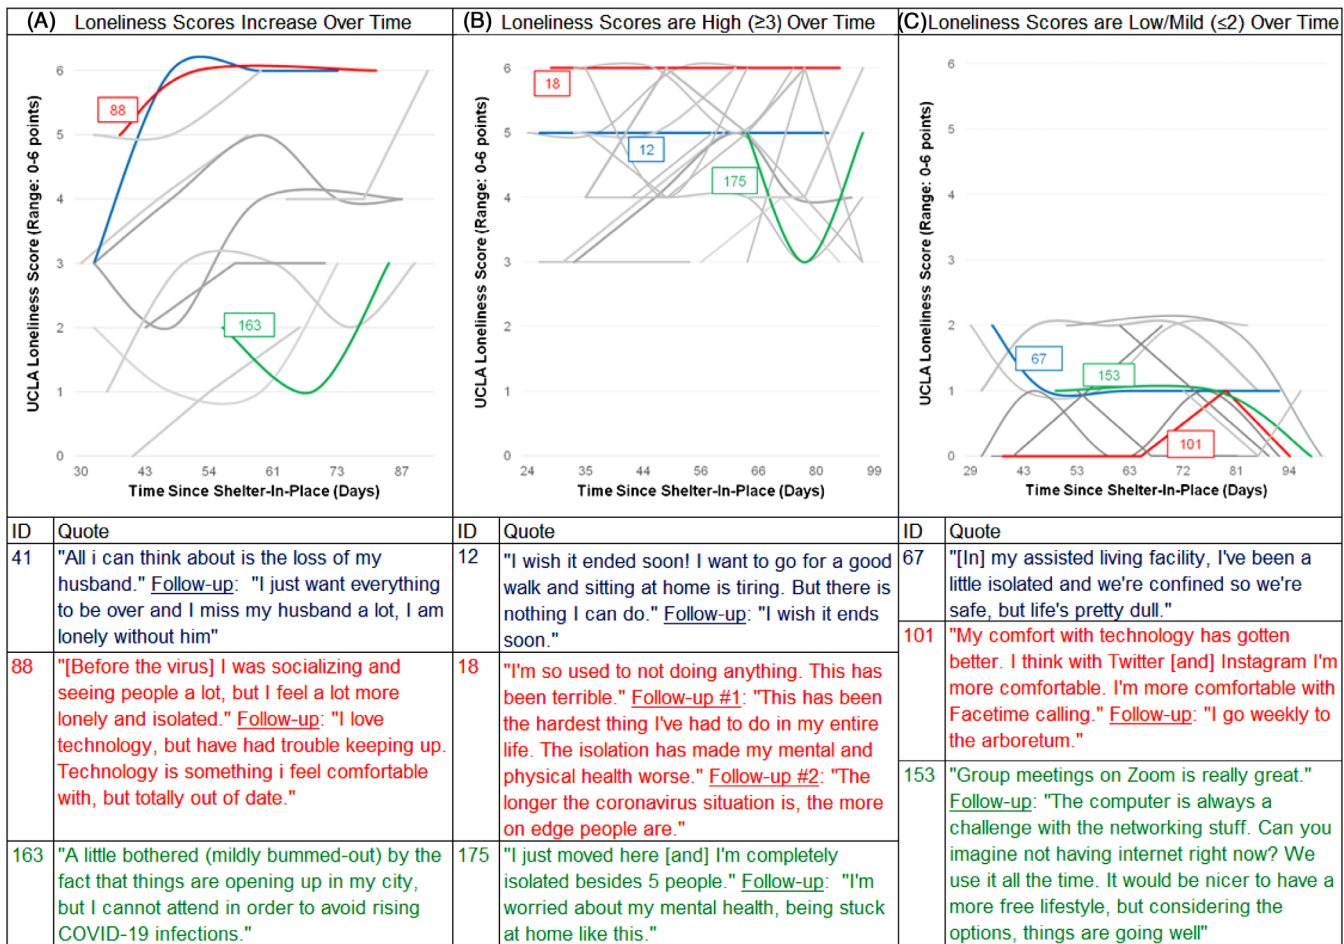 (A) Loneliness Scores Increase Over Time
UCLA Loneliness Score (Range: 0-6 points)
6
5
4
3
2
1
0
88
163
30 43 54 61 73 87
Time Since Shelter-In-Place (Days)
(B) Loneliness Scores are High (≥3) Over Time
UCLA Loneliness Score (Range: 0-6 points)
6
5
4
3
2
1
0
18
12
175
24 35 44 56 66 80 99
Time Since Shelter-In-Place (Days)
(C) Loneliness Scores are Low/Mild (≤2) Over Time
UCLA Loneliness Score (Range: 0-6 points)
6
5
4
3
2
1
0
67
153
101
29 43 53 63 72 81 94
Time Since Shelter-In-Place (Days)
ID Quote
41 "All i can think about is the loss of my
husband." Follow-up: "I just want everything
to be over and I miss my husband a lot, I am
lonely without him"
88 "[Before the virus] I was socializing and
seeing people a lot, but I feel a lot more
lonely and isolated." Follow-up: "I love
technology, but have had trouble keeping up.
Technology is something i feel comfortable
with, but totally out of date."
163 "A little bothered (mildly bummed-out) by the
fact that things are opening up in my city,
but I cannot attend in order to avoid rising
COVID-19 infections."
ID Quote
12 "I wish it ended soon! I want to go for a good
walk and sitting at home is tiring. But there is
nothing I can do." Follow-up: "I wish it ends
soon."
18 "I'm so used to not doing anything. This has
been terrible." Follow-up #1: "This has been
the hardest thing I've had to do in my entire
life. The isolation has made my mental and
physical health worse." Follow-up #2: "The
longer the coronavirus situation is, the more
on edge people are."
175 "I just moved here [and] I'm completely
isolated besides 5 people." Follow-up: "I'm
worried about my mental health, being stuck
at home like this."
ID Quote
67 "[In] my assisted living facility, I've been a
little isolated and we're confined so we're
safe, but life's pretty dull."
101 "My comfort with technology has gotten
better. I think with Twitter [and] Instagram I'm
more comfortable. I'm more comfortable with
Facetime calling." Follow-up: "I go weekly to
the arboretum."
153 "Group meetings on Zoom is really great."
Follow-up: "The computer is always a
challenge with the networking stuff. Can you
imagine not having internet right now? We
use it all the time. It would be nicer to have a
more free lifestyle, but considering the
options, things are going well"